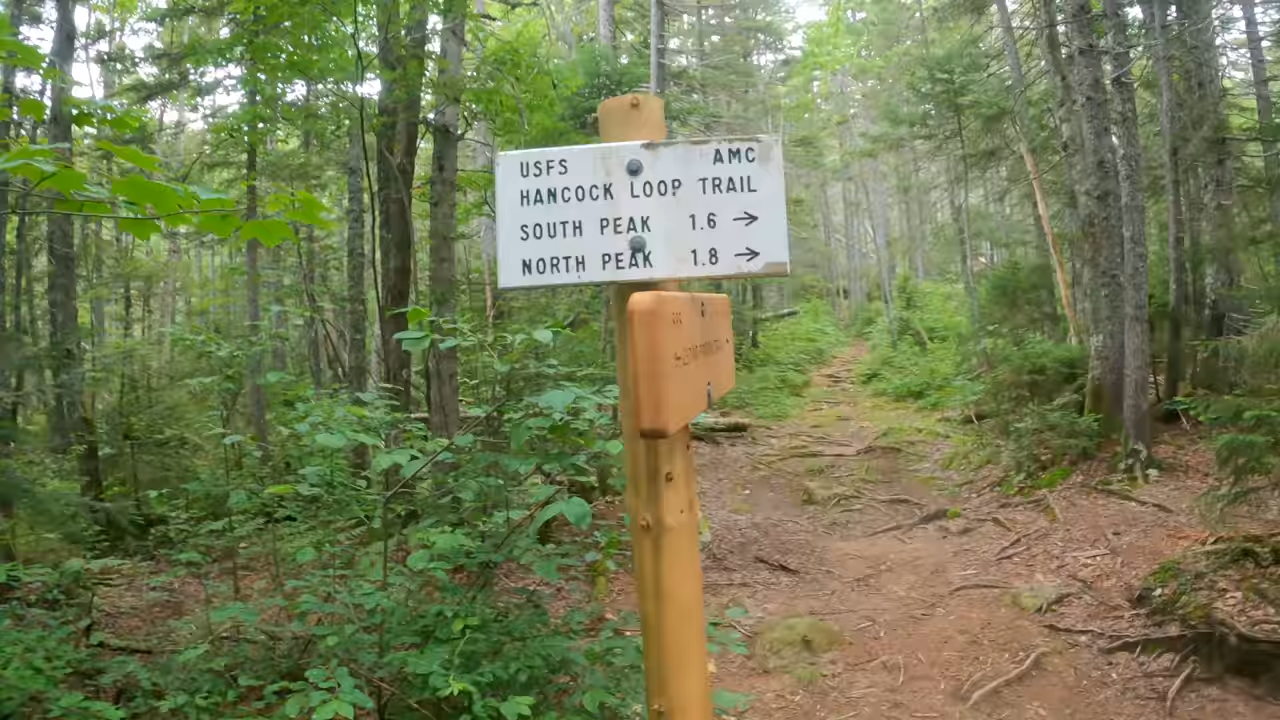 USFS AMC
HANCOCK LOOP TRAIL
SOUTH PEAK 1.6 →
NORTH PEAK 1.8 →